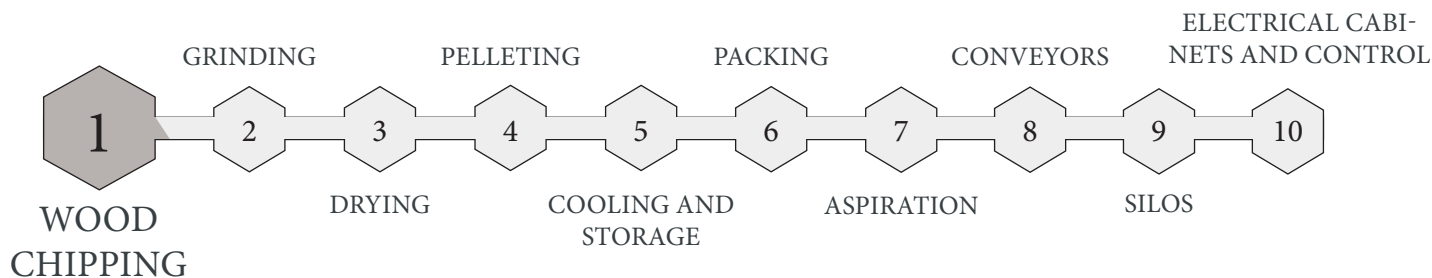 ELECTRICAL CABI-
NETS AND CONTROL
GRINDING
PELLETING
PACKING
CONVEYORS
1
2
3
4
5
6
7
8
9
10
WOOD
CHIPPING
DRYING
COOLING AND
STORAGE
ASPIRATION
SILOS